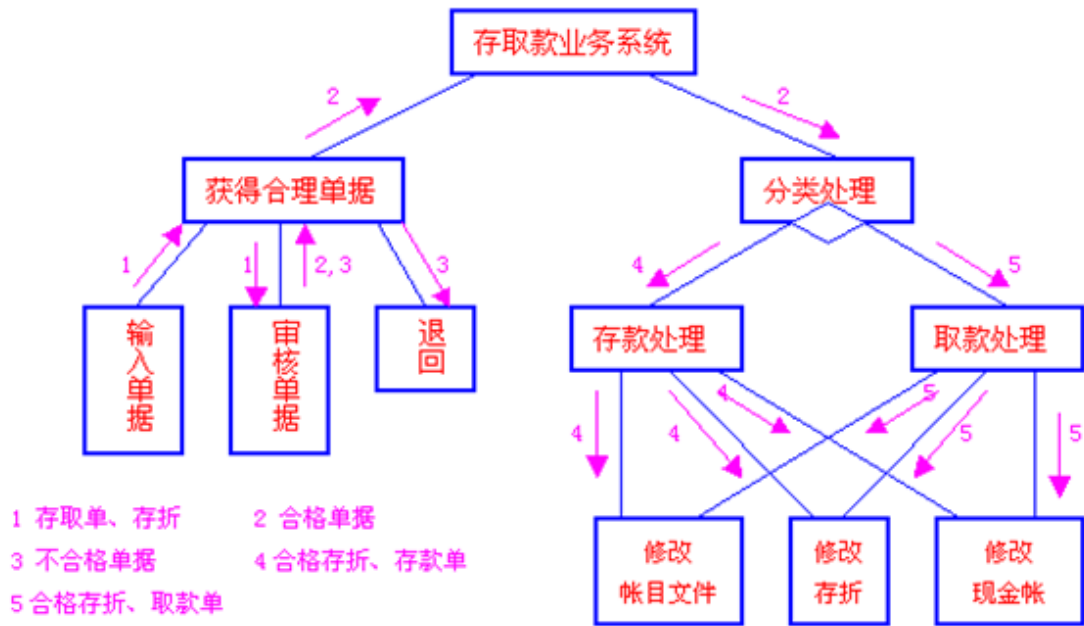 存取款业务系统
2
2
获得合理单据
分类处理
1
1
2,3
3
4
5
输入单据
审核单据
退回
存款处理
取款处理
4
4
4
5
5
5
修改
帐目文件
修改
存折
修改
现金帐
1 存取单、存折
2 合格单据
3 不合格单据
4 合格存折、存款单
5 合格存折、取款单